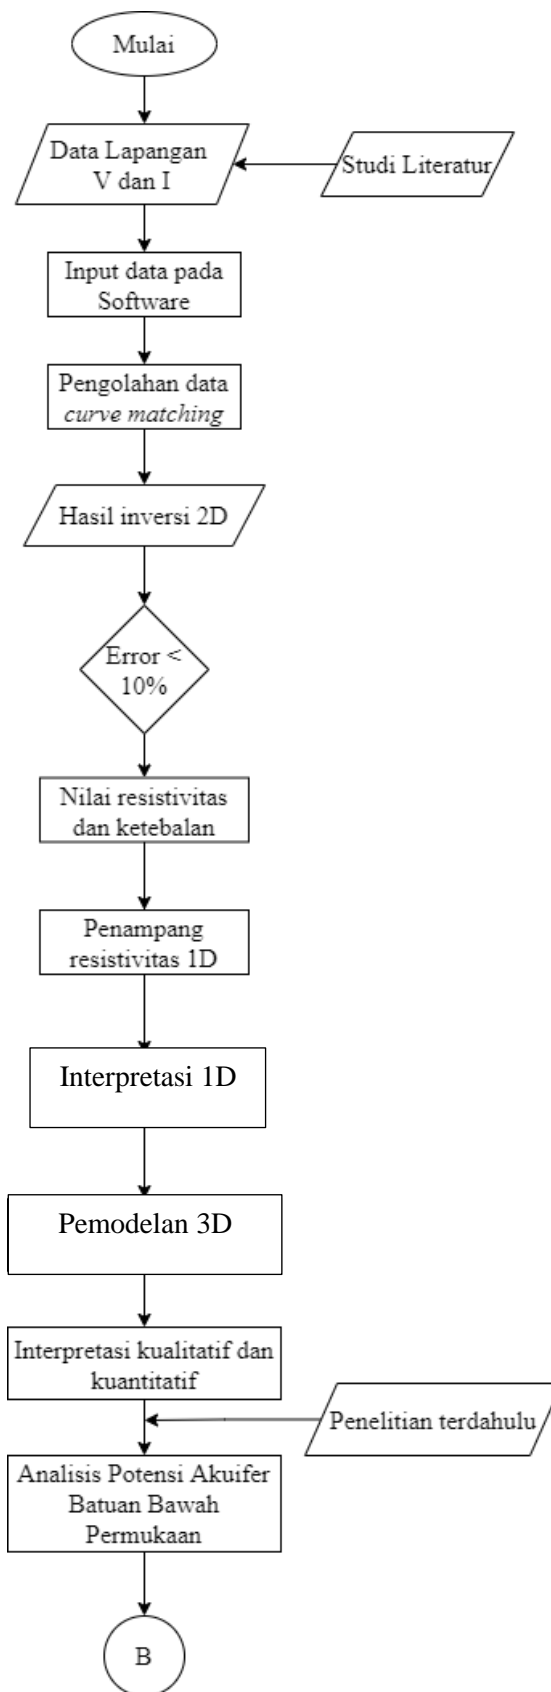 Mulai
Data Lapangan
V dan I
Studi Literatur
Input data pada
Software
Pengolahan data
curve matching
Hasil inversi 2D
Error <
10%
Nilai resistivitas
dan ketebalan
Penampang
resistivitas 1D
Interpretasi 1D
Pemodelan 3D
Interpretasi kualitatif dan
kuantitatif
Penelitian terdahulu
Analisis Potensi Akuifer
Batuan Bawah
Permukaan
B